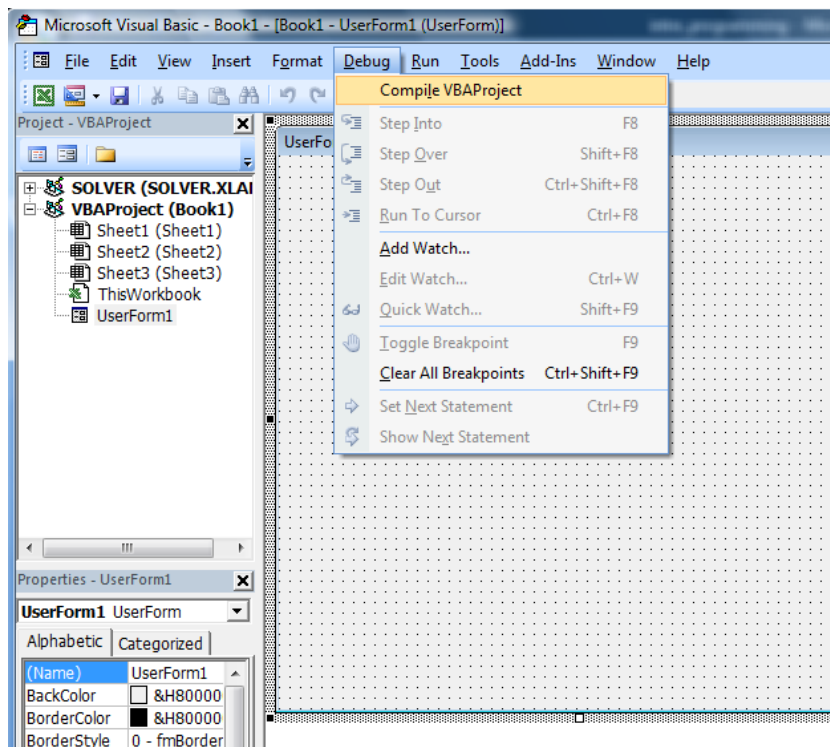 Microsoft Visual Basic - Book1 - [Book1 - UserForm1 (UserForm)]
File Edit View Insert Format Debug Run Tools Add-Ins Window Help
Compile VBAProject
Project - VBAProject
Step Into F8
UserFo
Step Over Shift+F8
Step Out Ctrl+Shift+F8
SOLVER (SOLVER.XLAI
VBAProject (Book1)
Run To Cursor Ctrl+F8
Sheet1 (Sheet1)
Add Watch...
Sheet2 (Sheet2)
Sheet3 (Sheet3)
Edit Watch... Ctrl+W
ThisWorkbook
Quick Watch... Shift+F9
UserForm1
Toggle Breakpoint F9
Clear All Breakpoints Ctrl+Shift+F9
Set Next Statement Ctrl+F9
Show Next Statement
Properties - UserForm1
UserForm1 UserForm
Alphabetic Categorized
(Name) UserForm1
BackColor &H80000
BorderColor &H80000
BorderStyle 0 - fmBorder